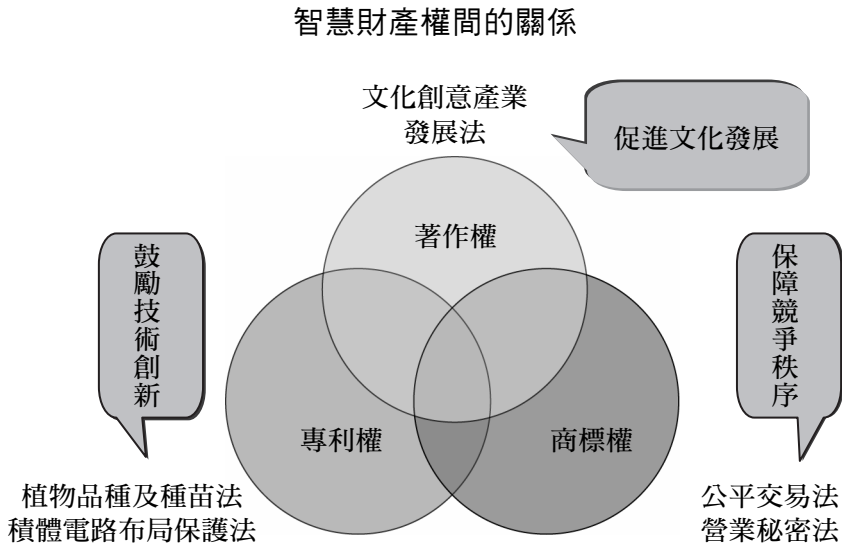 智慧財產權間的關係
文化創意產業
發展法
促進文化發展
著作權
鼓勵技術創新
保障競爭秩序
專利權
商標權
植物品種及種苗法
積體電路布局保護法
公平交易法
營業秘密法